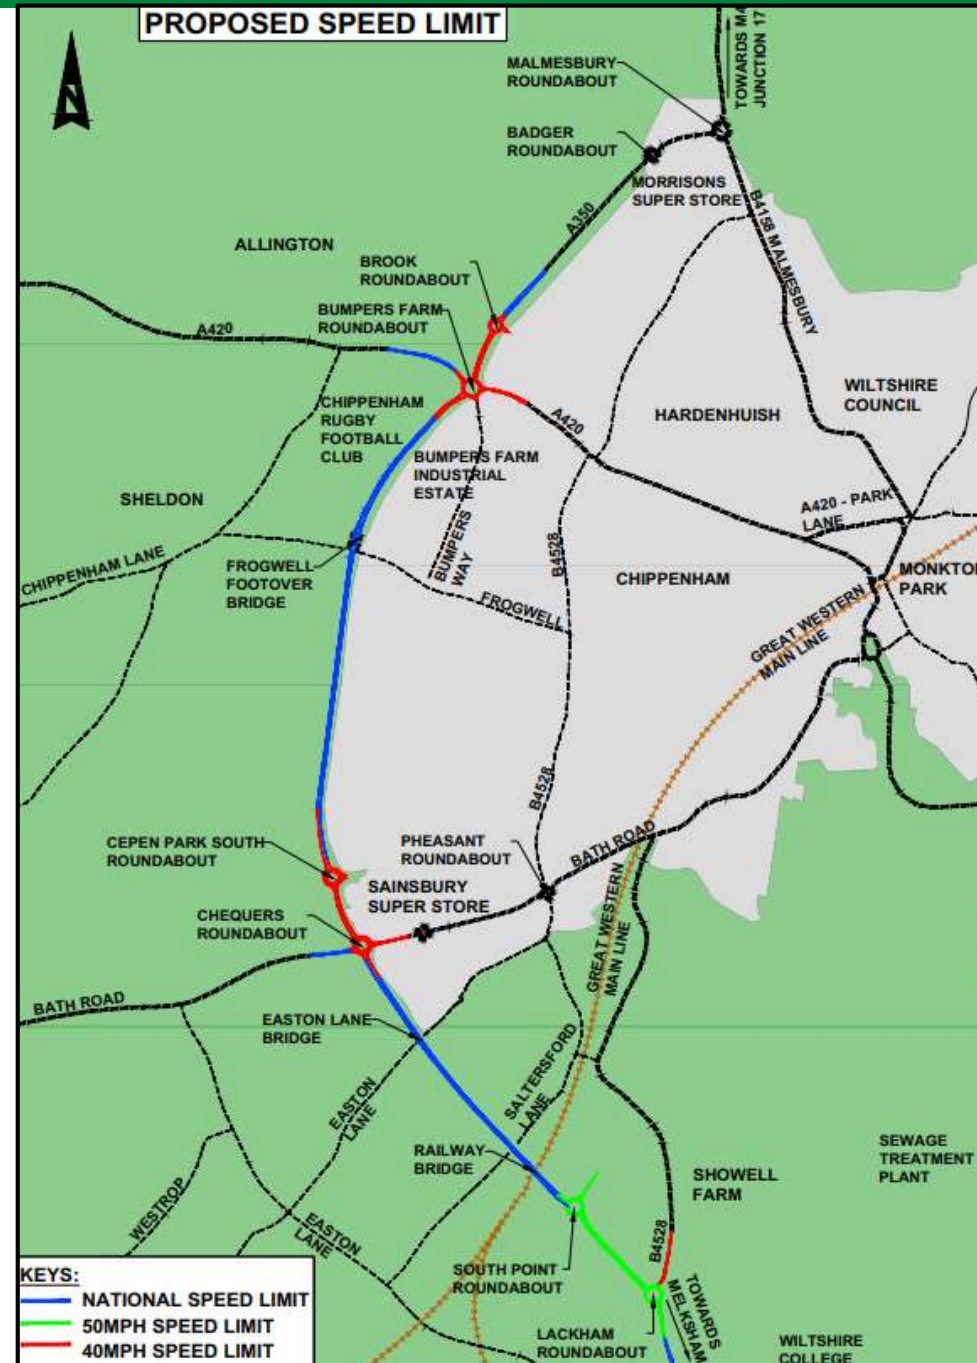 PROPOSED SPEED LIMIT
N
TOWARDS
JUNCTION 17
MALMESBURY
ROUNDABOUT
BADGER
ROUNDABOUT
MORRISONS
SUPER STORE
A350
B4158 MALMESBURY
ALLINGTON
BROOK
ROUNDABOUT
BUMPERS FARM
ROUNDABOUT
A420
CHIPPENHAM
RUGBY
FOOTBALL
CLUB
A420
HARDENHUISH
WILTSHIRE
COUNCIL
BUMPERS FARM
INDUSTRIAL
ESTATE
SHELDON
A420 - PARK
LANE
BUMPERS
WAY
B4528
CHIPPENHAM LANE
FROGWELL
FOOTOVER
BRIDGE
CHIPPENHAM
MONKTO
PARK
FROGWELL
GREAT WESTERN
MAIN LINE
B4528
CEPEN PARK SOUTH
ROUNDABOUT
PHEASANT
ROUNDABOUT
BATH ROAD
SAINSBURY
SUPER STORE
CHEQUERS
ROUNDABOUT
GREAT WESTERN
MAIN LINE
BATH ROAD
EASTON LANE
BRIDGE
EASTON
LANE
SALTERSFORD
LANE
RAILWAY
BRIDGE
SHOWELL
FARM
SEWAGE
TREATMENT
PLANT
WESTROP
EASTON
LANE
B4528
SOUTH POINT
ROUNDABOUT
TOWARDS
MELKSHAM
LACKHAM
ROUNDABOUT
WILTSHIRE
COLLEGE
KEYS:
NATIONAL SPEED LIMIT
50MPH SPEED LIMIT
40MPH SPEED LIMIT